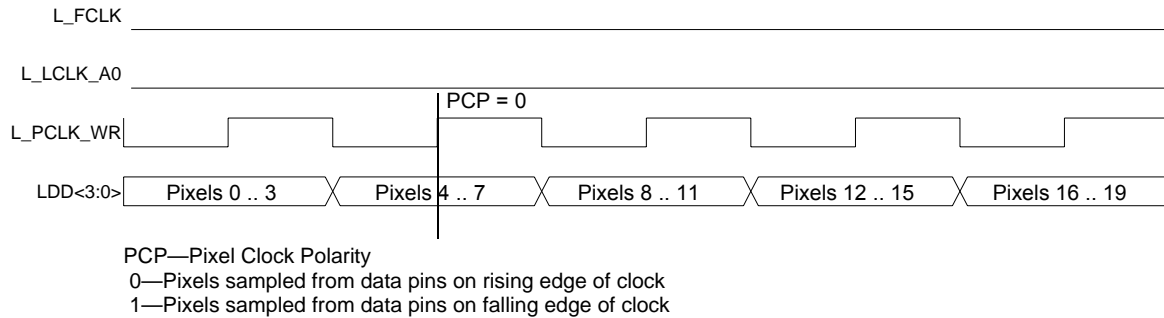 L_FCLK
L_LCLK_A0
PCP = 0
L_PCLK_WR
LDD<3:0> Pixels 0 .. 3 Pixels 4 .. 7 Pixels 8 .. 11 Pixels 12 .. 15 Pixels 16 .. 19
PCP—Pixel Clock Polarity
0—Pixels sampled from data pins on rising edge of clock
1—Pixels sampled from data pins on falling edge of clock